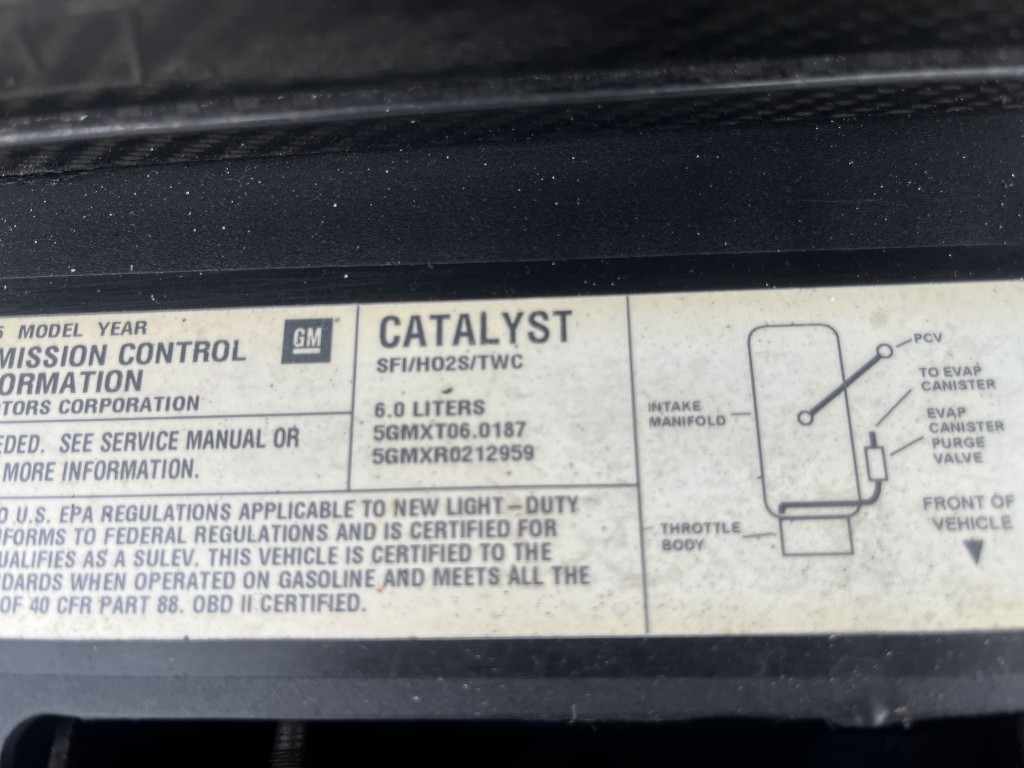 5 MODEL YEAR
MISSION CONTROL
ORMATION
OTORS CORPORATION
GM
EDED. SEE SERVICE MANUAL OR
MORE INFORMATION.
CATALYST
SFI/HO2S/TWC
6.0 LITERS
5GMXT06.0187
5GMXR0212959
O U.S. EPA REGULATIONS APPLICABLE TO NEW LIGHT-DUTY
FORMS TO FEDERAL REGULATIONS AND IS CERTIFIED FOR
UALIFIES AS A SULEV. THIS VEHICLE IS CERTIFIED TO THE
NDARDS WHEN OPERATED ON GASOLINE AND MEETS ALL THE
OF 40 CFR PART 88. OBD II CERTIFIED.
PCV
TO EVAP
CANISTER
INTAKE
MANIFOLD
EVAP
CANISTER
PURGE
VALVE
THROTTLE
BODY
FRONT OF
VEHICLE